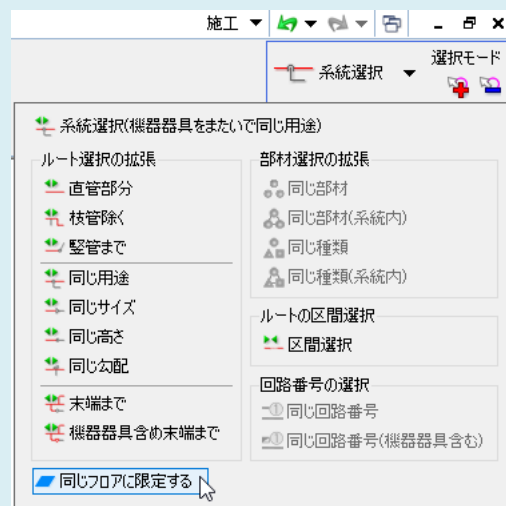 施工
系統選択
選択モード
系統選択(機器器具をまたいで同じ用途)
ルート選択の拡張
直管部分
枝管除く
竪管まで
同じ用途
同じサイズ
同じ高さ
同じ勾配
末端まで
機器器具含め末端まで
同じフロアに限定する
部材選択の拡張
同じ部材
同じ部材(系統内)
同じ種類
同じ種類(系統内)
ルートの区間選択
区間選択
回路番号の選択
同じ回路番号
同じ回路番号(機器器具含む)